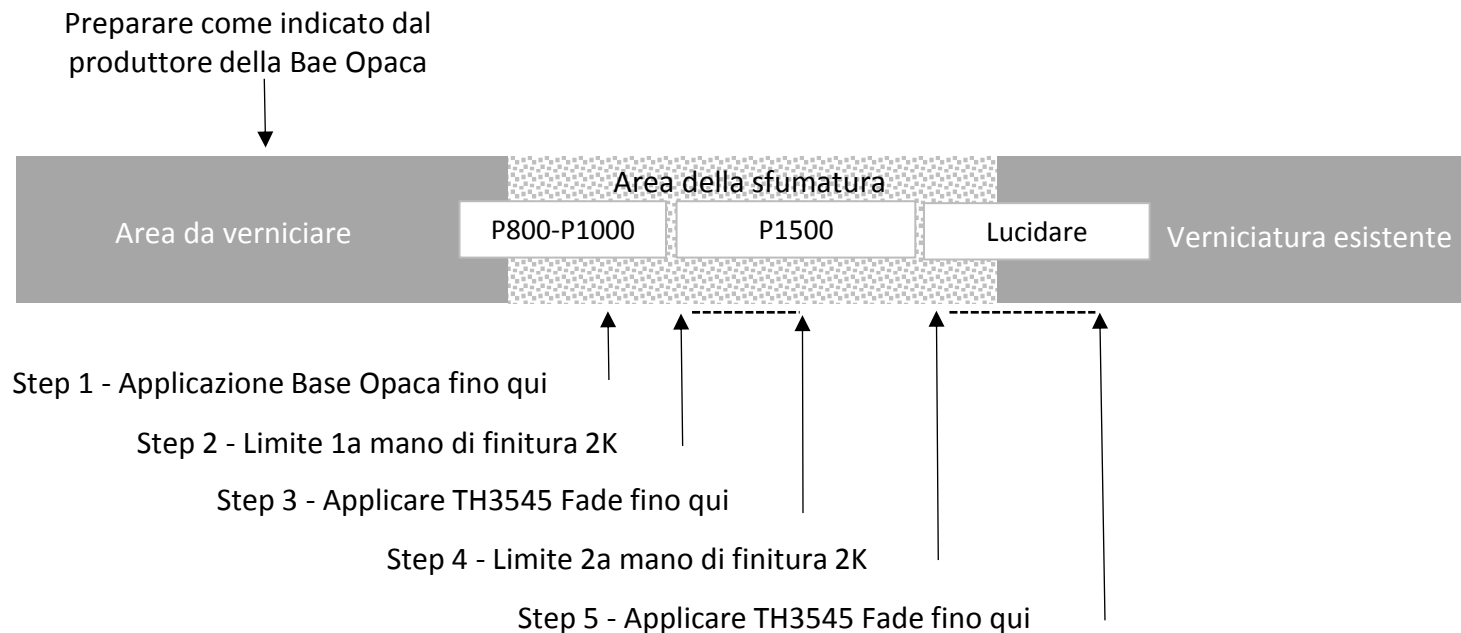 Preparare come indicato dal
produttore della Bae Opaca
Area della sfumatura
Area da verniciare
P800-P1000
P1500
Lucidare
Verniciatura esistente
Step 1 - Applicazione Base Opaca fino qui
Step 2 - Limite 1a mano di finitura 2K
Step 3 - Applicare TH3545 Fade fino qui
Step 4 - Limite 2a mano di finitura 2K
Step 5 - Applicare TH3545 Fade fino qui